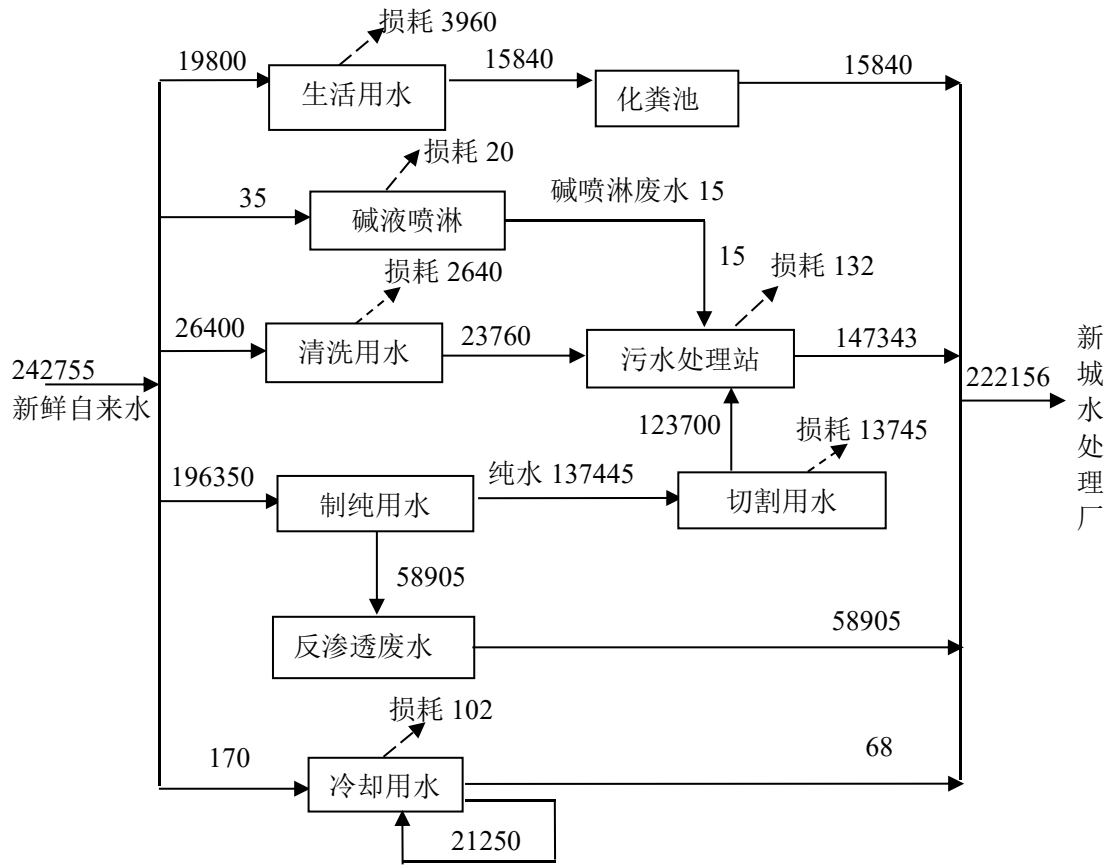 损耗 3960
19800
生活用水
15840
化粪池
15840
损耗 20
35
碱液喷淋
碱喷淋废水 15
15
损耗 2640
损耗 132
26400
清洗用水
23760
污水处理站
147343
242755
新鲜自来水
222156
新城水处理厂
123700
损耗 13745
196350
制纯用水
纯水 137445
切割用水
58905
反渗透废水
58905
损耗 102
170
冷却用水
68
21250